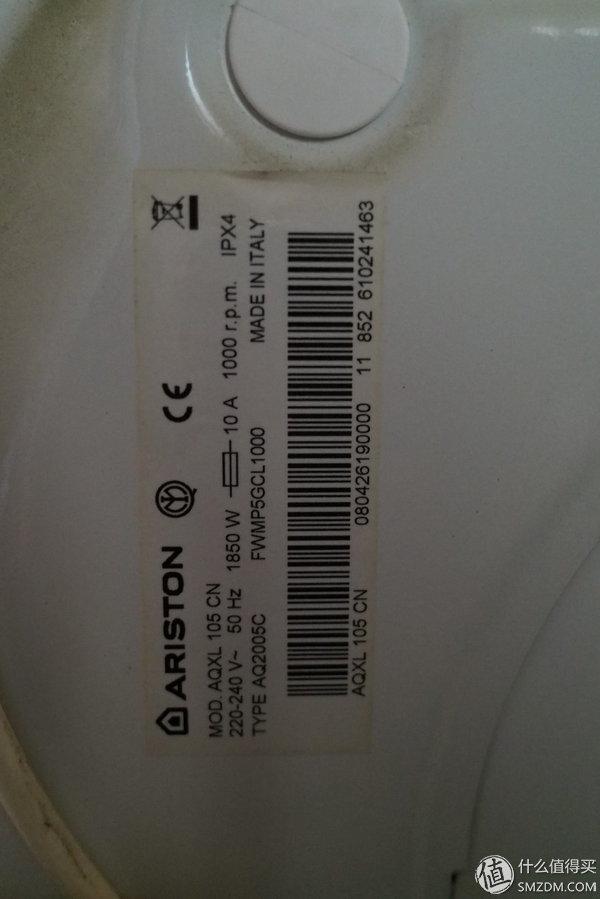 ARISTON
MOD. AQXL 105 CN
220-240 V~ 50 Hz 1850 W 10 A 1000 r.p.m. IPX4
TYPE AQ2005C FWMP5GCL1000 MADE IN ITALY
AQXL 105 CN 080426190000 11 852 610241463
值 什么值得买
SMZDM.COM